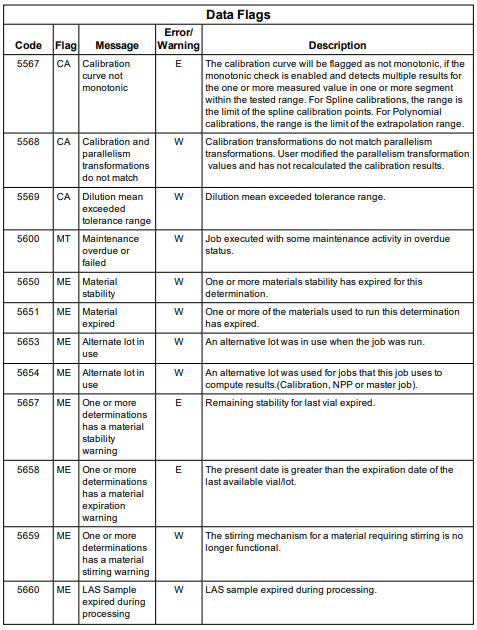 Data Flags
Code Flag Message Error/ Warning Description
5567 CA Calibration curve not monotonic E The calibration curve will be flagged as not monotonic, if the
monotonic check is enabled and detects multiple results for
the one or more measured value in one or more segment
within the tested range. For Spline calibrations, the range is
the limit of the spline calibration points. For Polynomial
calibrations, the range is the limit of the extrapolation range.
5568 CA Calibration and parallelism transformations do not match W Calibration transformations do not match parallelism
transformations. User modified the parallelism transformation
values and has not recalculated the calibration results.
5569 CA Dilution mean exceeded tolerance range W Dilution mean exceeded tolerance range.
5600 MT Maintenance overdue or failed W Job executed with some maintenance activity in overdue
status.
5650 ME Material stability W One or more materials stability has expired for this
determination.
5651 ME Material expired W One or more of the materials used to run this determination
has expired.
5653 ME Alternate lot in use W An alternative lot was in use when the job was run.
5654 ME Alternate lot in use W An alternative lot was used for jobs that this job uses to
compute results.(Calibration, NPP or master job).
5657 ME One or more determinations has a material stability warning E Remaining stability for last vial expired.
5658 ME One or more determinations has a material expiration warning E The present date is greater than the expiration date of the
last available vial/lot.
5659 ME One or more determinations has a material stirring warning W The stirring mechanism for a material requiring stirring is no
longer functional.
5660 ME LAS Sample expired during processing W LAS sample expired during processing.